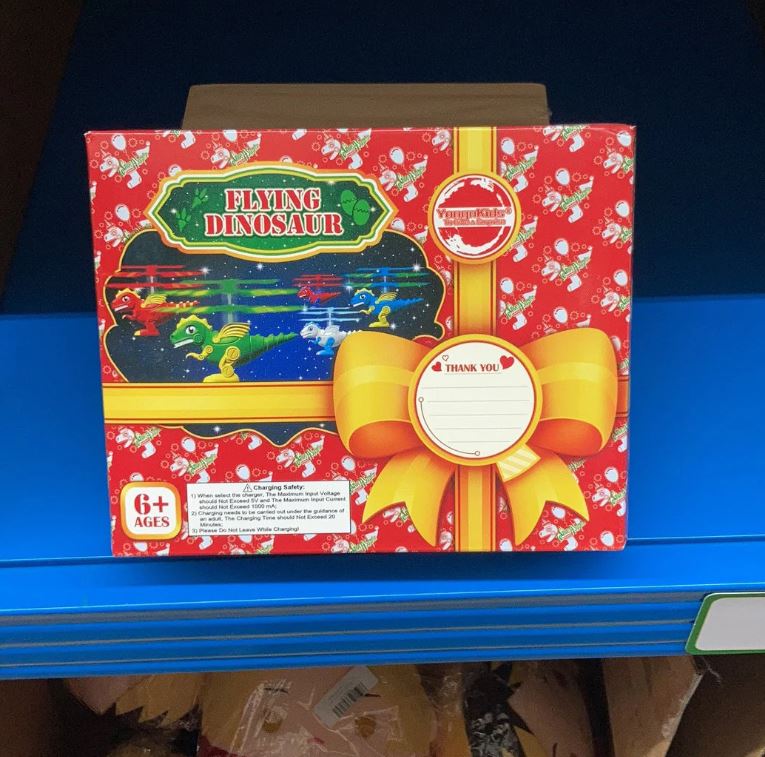 FLYING
DINOSAUR
YongnKids®
THANK YOU
6+
AGES
⚠ Charging Safety:
1) When select the charger, The Maximum Input Voltage
should Not Exceed 5V and The Maximum Input Current
should Not Exceed 1000 mA;
2) Charging needs to be carried out under the guidance of
an adult, The Charging Time should Not Exceed 20
Minutes;
3) Please Do Not Leave While Charging!